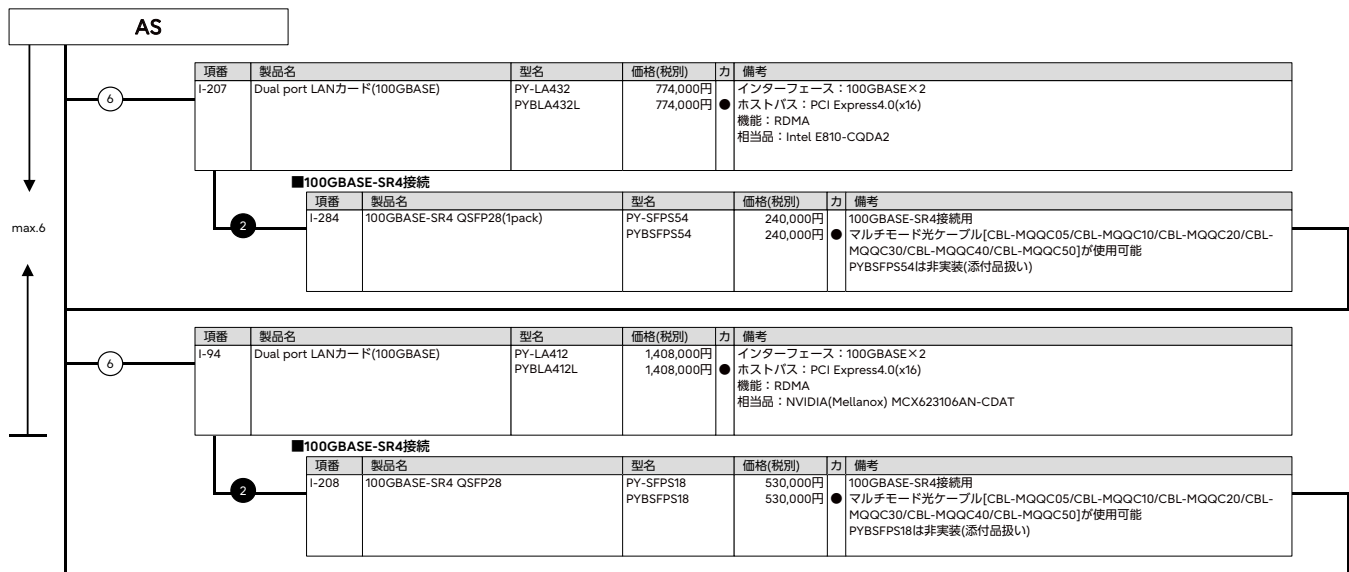 AS
項番 製品名 型名 価格(税別) カ 備考
6 I-207 Dual port LANカード(100GBASE) PY-LA432 774,000円 インターフェース：100GBASE×2
PYBLA432L 774,000円 ● ホストバス：PCI Express4.0(x16)
機能：RDMA
相当品：Intel E810-CQDA2
■100GBASE-SR4接続
項番 製品名 型名 価格(税別) カ 備考
2 I-284 100GBASE-SR4 QSFP28(1pack) PY-SFPS54 240,000円 100GBASE-SR4接続用
max.6
PYBSFPS54 240,000円 ● マルチモード光ケーブル[CBL-MQQC05/CBL-MQQC10/CBL-MQQC20/CBL-
MQQC30/CBL-MQQC40/CBL-MQQC50]が使用可能
PYBSFPS54は非実装(添付品扱い)
項番 製品名 型名 価格(税別) カ 備考
6 I-94 Dual port LANカード(100GBASE) PY-LA412 1,408,000円 インターフェース：100GBASE×2
PYBLA412L 1,408,000円 ● ホストバス：PCI Express4.0(x16)
機能：RDMA
相当品：NVIDIA(Mellanox) MCX623106AN-CDAT
■100GBASE-SR4接続
項番 製品名 型名 価格(税別) カ 備考
2 I-208 100GBASE-SR4 QSFP28 PY-SFPS18 530,000円 100GBASE-SR4接続用
PYBSFPS18 530,000円 ● マルチモード光ケーブル[CBL-MQQC05/CBL-MQQC10/CBL-MQQC20/CBL-
MQQC30/CBL-MQQC40/CBL-MQQC50]が使用可能
PYBSFPS18は非実装(添付品扱い)